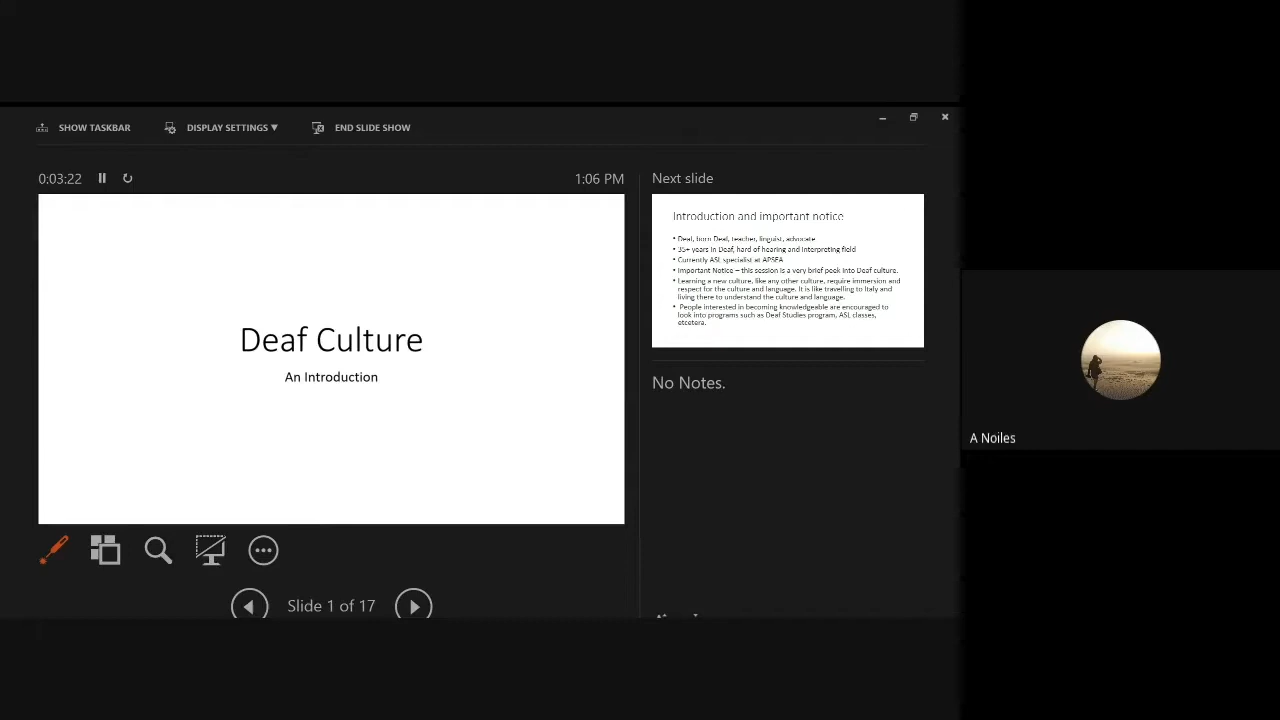 SHOW TASKBAR
DISPLAY SETTINGS ▼
END SLIDE SHOW
0:03:22
1:06 PM
Deaf Culture
An Introduction
Slide 1 of 17
Next slide
Introduction and important notice
• Deaf, born Deaf, teacher, linguist, advocate
• 35+ years in Deaf, hard of hearing and interpreting field
• Currently ASL specialist at APSEA
• Important Notice – this session is a very brief peek into Deaf culture.
• Learning a new culture, like any other culture, require immersion and
respect for the culture and language. It is like travelling to Italy and
living there to understand the culture and language.
• People interested in becoming knowledgeable are encouraged to
look into programs such as Deaf Studies program, ASL classes,
etcetera.
No Notes.
A Noiles